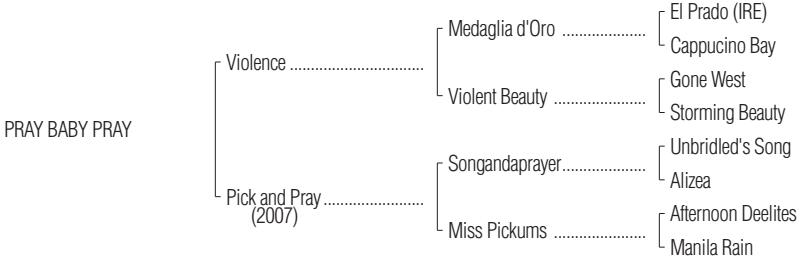 El Prado (IRE)
Medaglia d'Oro ....................
Cappucino Bay
Violence ................................
Gone West
Violent Beauty ......................
Storming Beauty
PRAY BABY PRAY
Unbridled's Song
Songandaprayer....................
Alizea
Pick and Pray ........................
(2007)
Afternoon Deelites
Miss Pickums ......................
Manila Rain